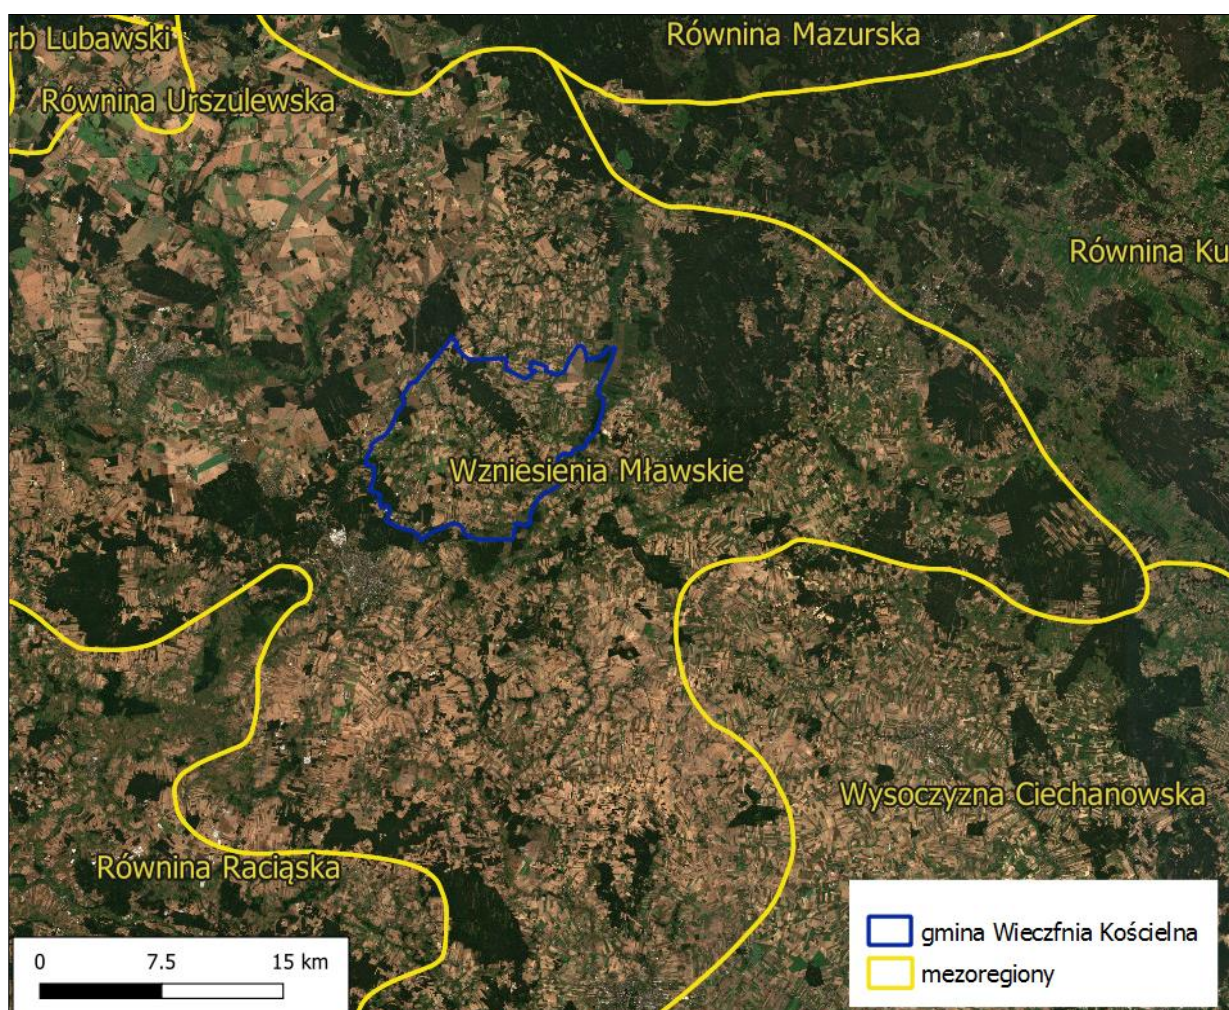 rb Lubawski
Równina Mazurska
Równina Urszulewska
Równina Ku
Wzniesienia Mławskie
Wysoczyzna Ciechanowska
Równina Raciąska
gmina Wieczfnia Kościelna
mezoregiony
0 7.5 15 km